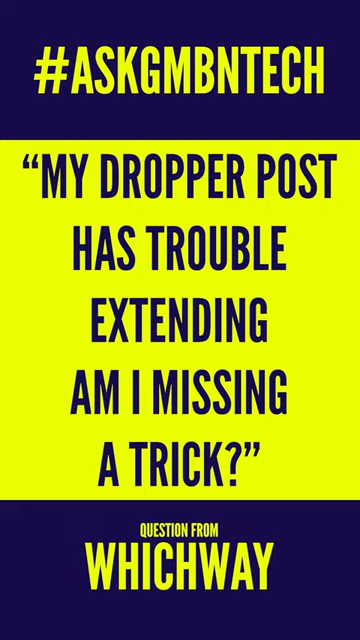 #ASKGMBNTECH
“MY DROPPER POST
HAS TROUBLE
EXTENDING
AM I MISSING
A TRICK?”
QUESTION FROM
WHICHWAY